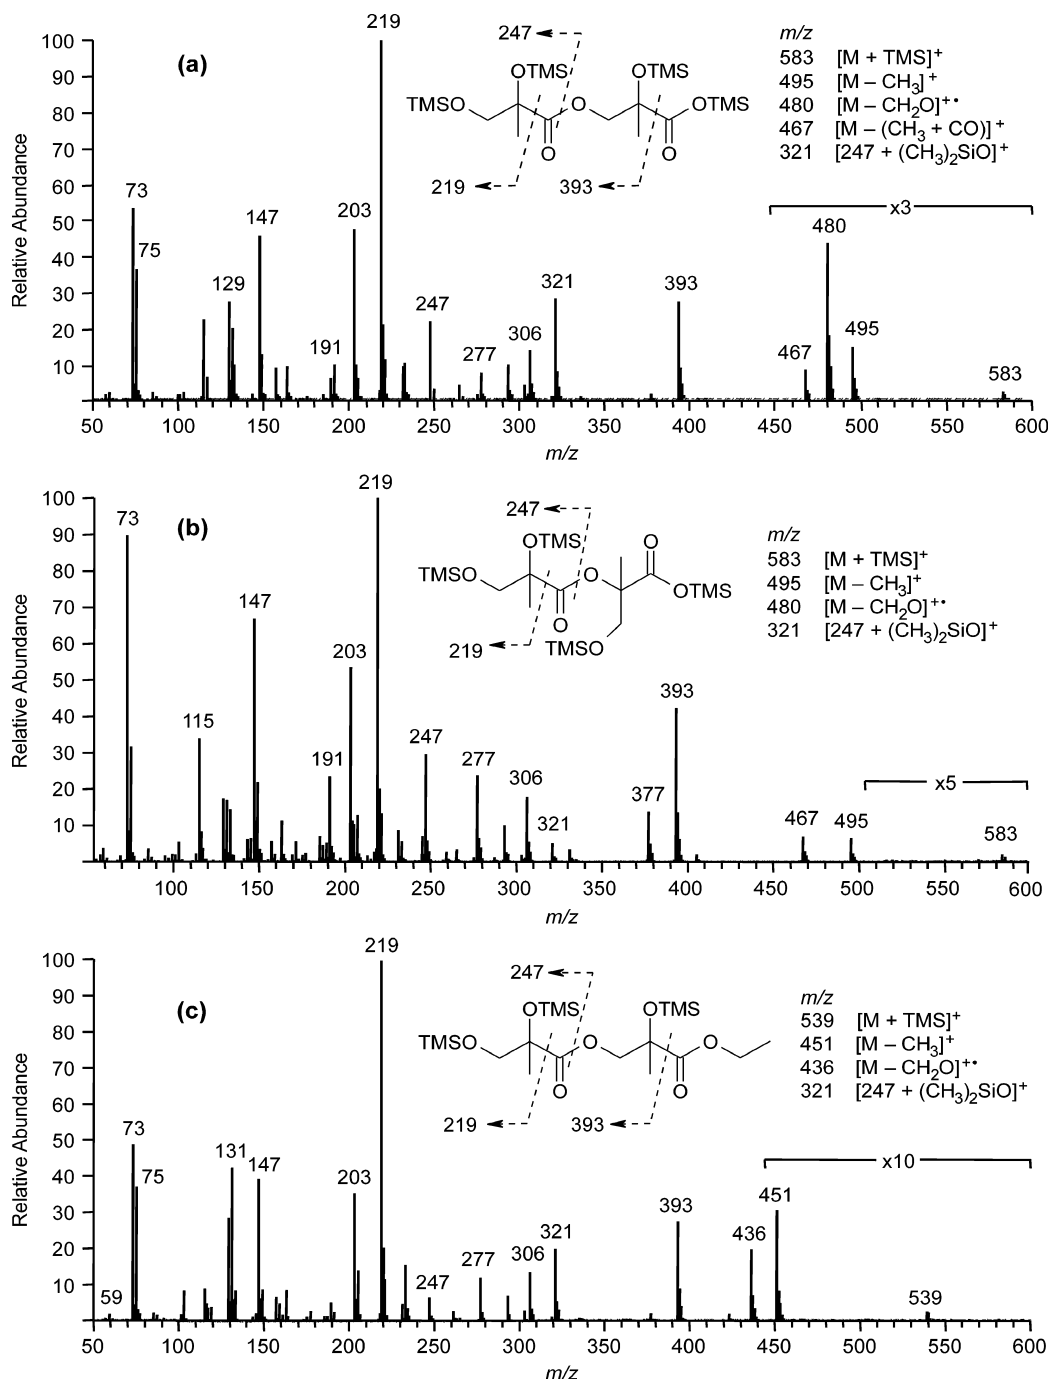 (a)
Relative Abundance
100
90
80
70
60
50
40
30
20
10
73
75
129
147
191
203
219
247
277
306
321
393
467
480
495
583
x3
247
OTMS
OTMS
TMSO
O
OTMS
O
O
219
393
m/z
583 [M + TMS]⁺
495 [M – CH₃]⁺
480 [M – CH₂O]⁺•
467 [M – (CH₃ + CO)]⁺
321 [247 + (CH₃)₂SiO]⁺
50 100 150 200 250 300 350 400 450 500 550 600
m/z
(b)
Relative Abundance
100
90
80
70
60
50
40
30
20
10
73
115
147
191
203
219
247
277
306
321
377
393
467
495
583
x5
247
OTMS
O
TMSO
O
OTMS
O
TMSO
219
m/z
583 [M + TMS]⁺
495 [M – CH₃]⁺
480 [M – CH₂O]⁺•
321 [247 + (CH₃)₂SiO]⁺
100 150 200 250 300 350 400 450 500 550 600
m/z
(c)
Relative Abundance
100
90
80
70
60
50
40
30
20
10
59
73
75
131
147
203
219
247
277
306
321
393
436
451
539
x10
247
OTMS
OTMS
TMSO
O
O
O
O
219
393
m/z
539 [M + TMS]⁺
451 [M – CH₃]⁺
436 [M – CH₂O]⁺•
321 [247 + (CH₃)₂SiO]⁺
50 100 150 200 250 300 350 400 450 500 550 600
m/z